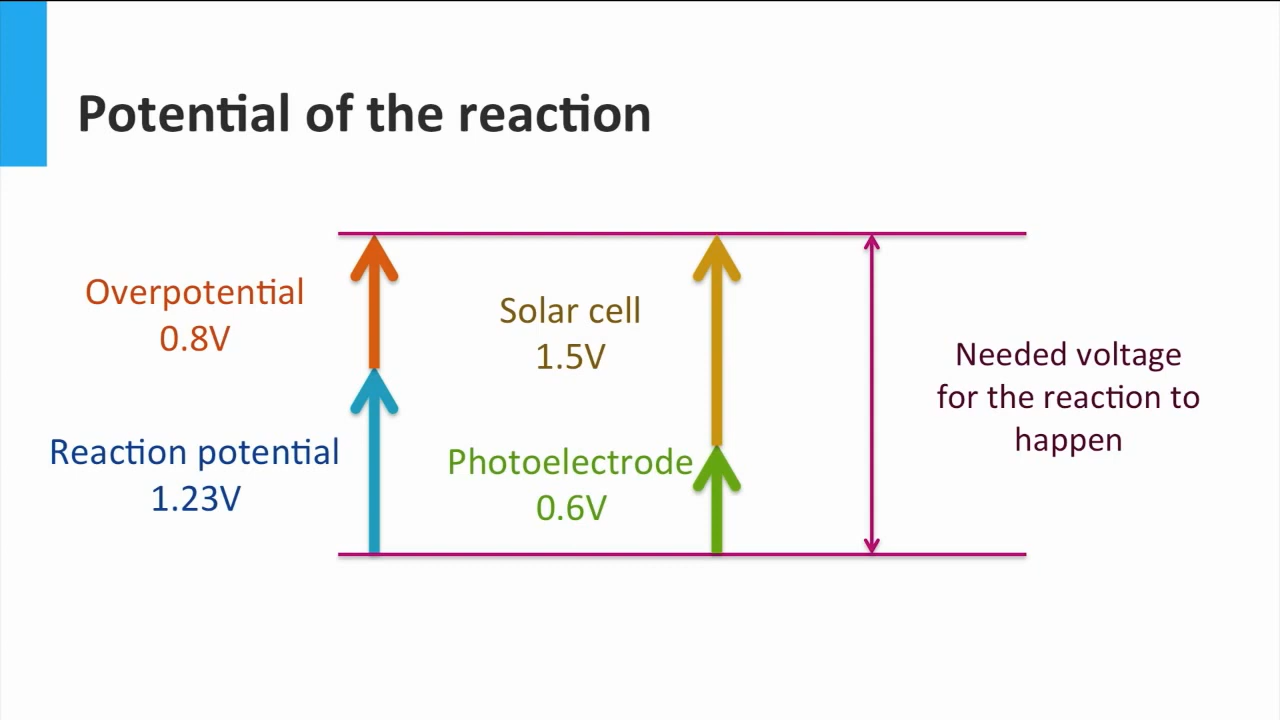 Potential of the reaction
Overpotential
0.8V
Reaction potential
1.23V
Solar cell
1.5V
Photoelectrode
0.6V
Needed voltage
for the reaction to
happen